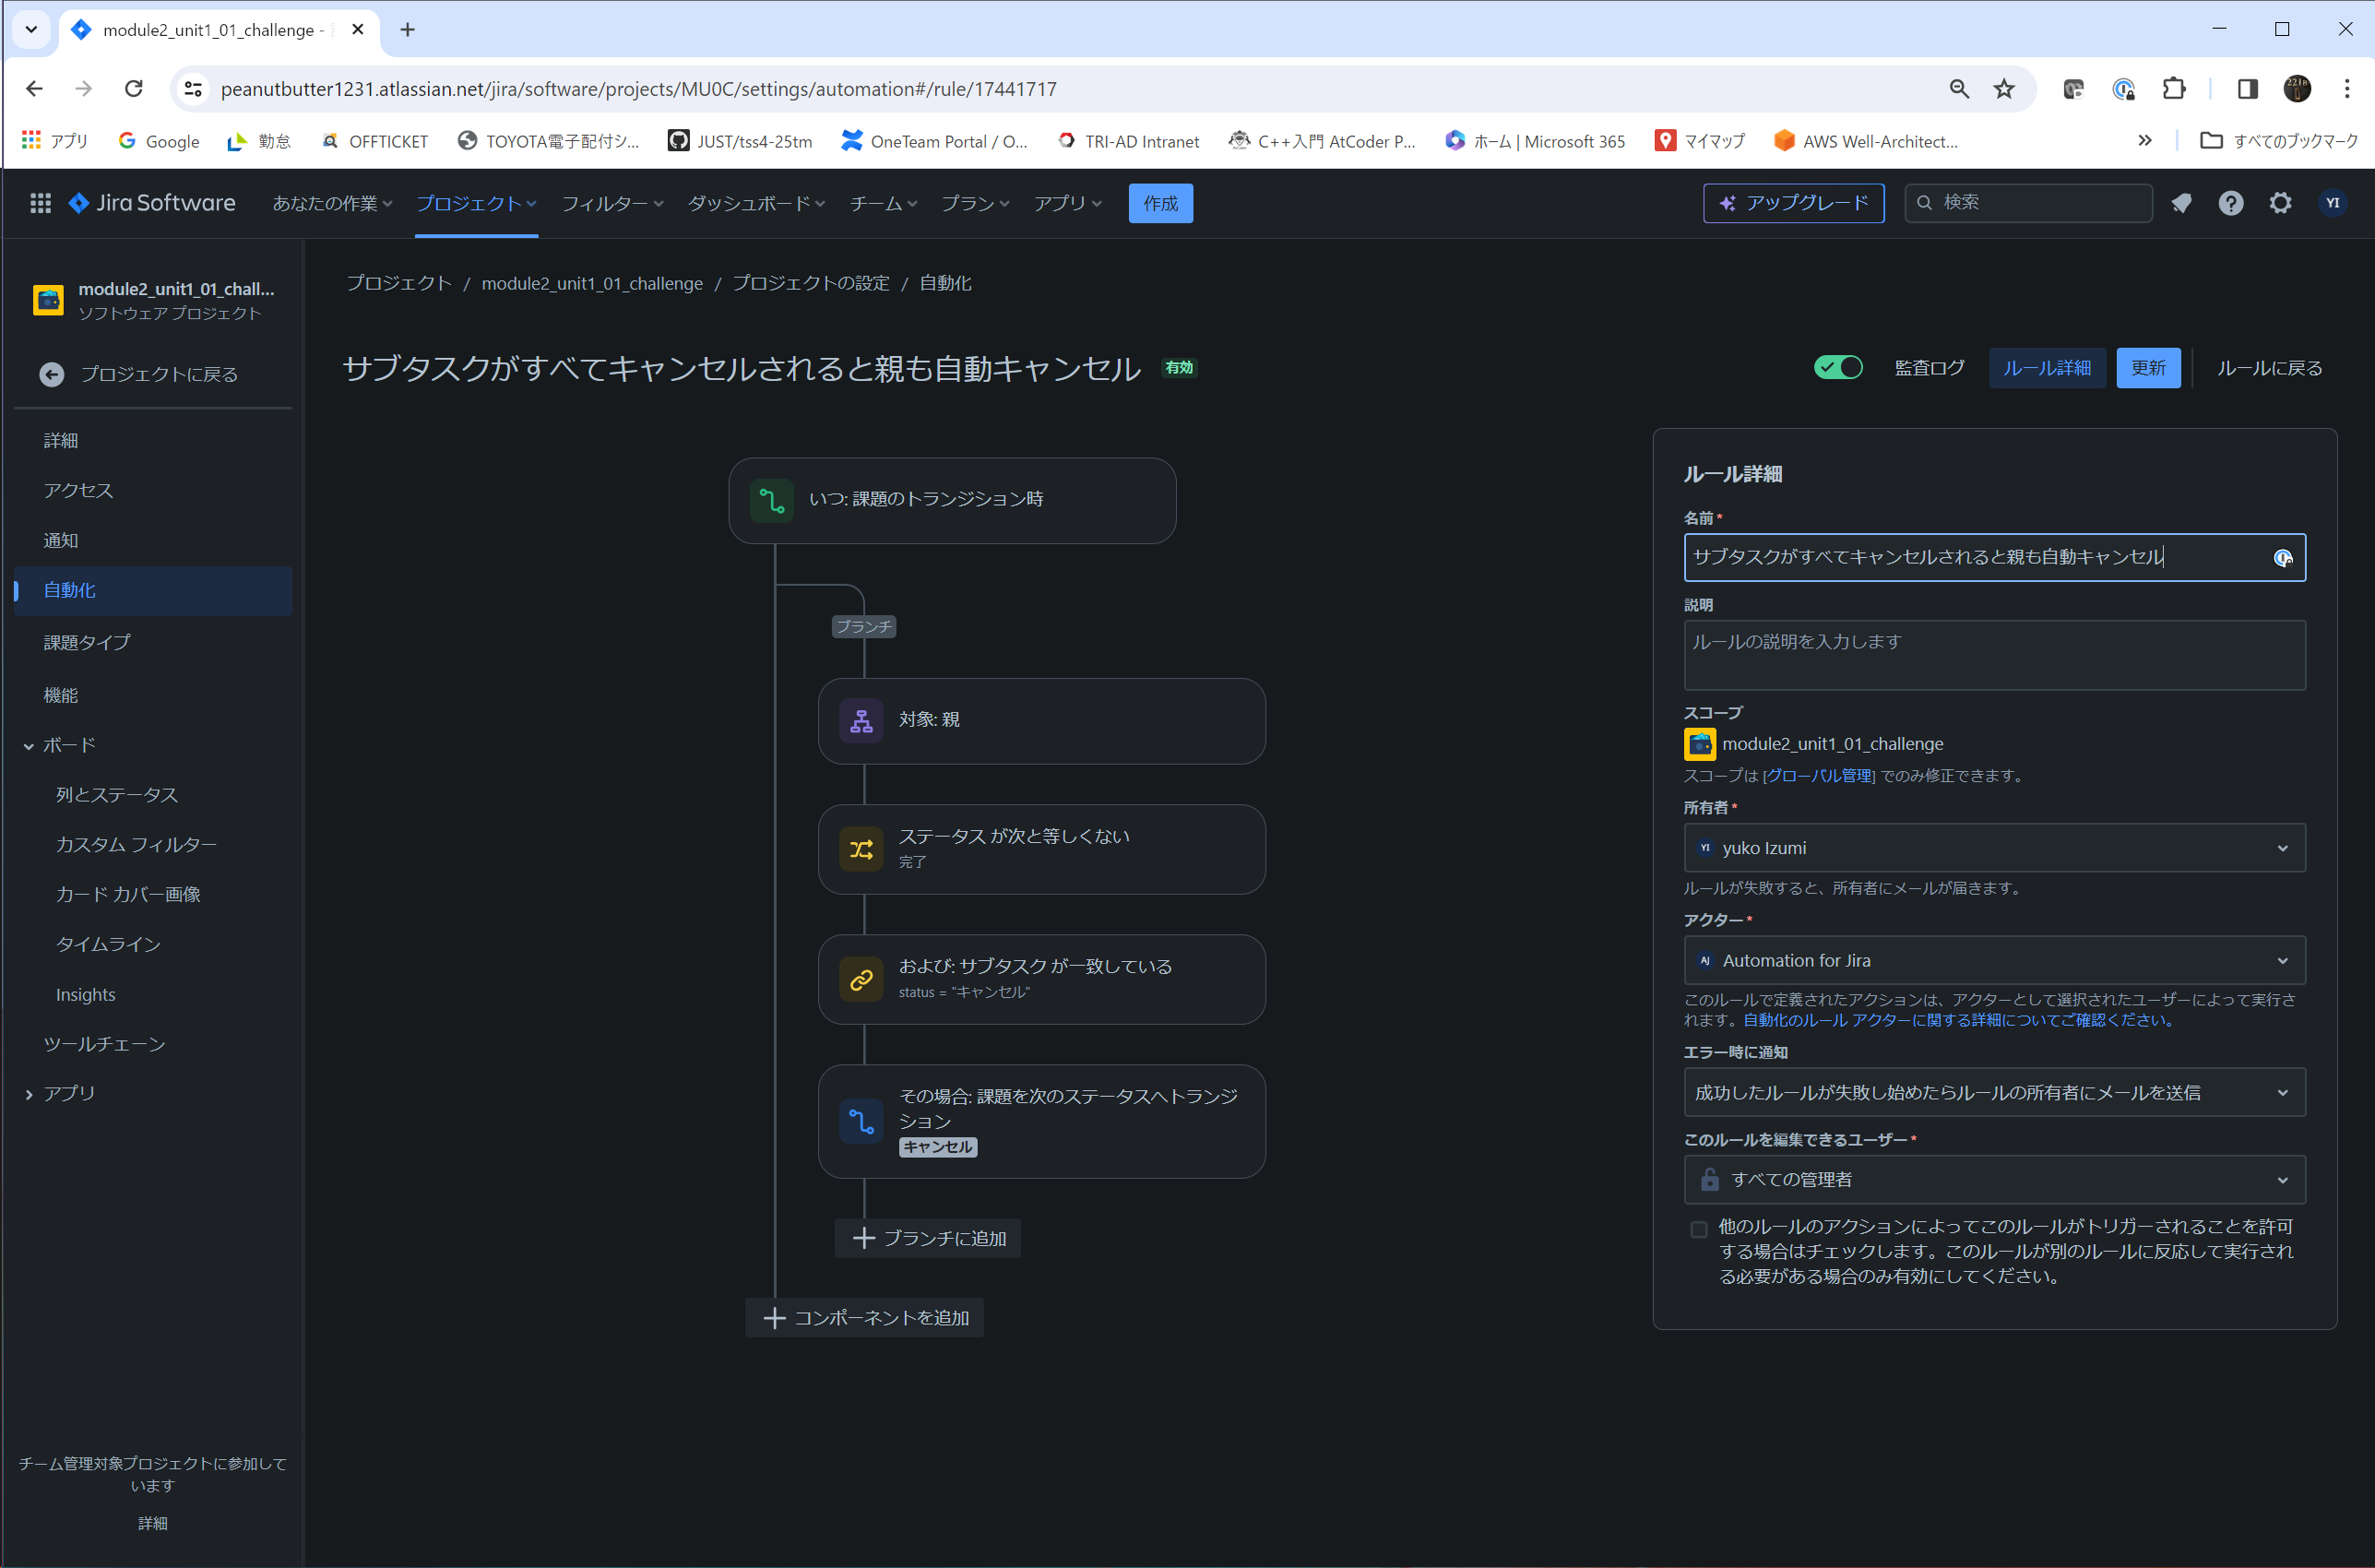 module2_unit1_01_challenge -
peanutbutter1231.atlassian.net/jira/software/projects/MU0C/settings/automation#/rule/17441717
アプリ
Google
勤怠
OFFTICKET
TOYOTA電子配付シ...
JUST/tss4-25tm
OneTeam Portal / O...
TRI-AD Intranet
C++入門 AtCoder P...
ホーム | Microsoft 365
マイマップ
AWS Well-Architect...
すべてのブックマーク
Jira Software
あなたの作業
プロジェクト
フィルター
ダッシュボード
チーム
プラン
アプリ
作成
アップグレード
検索
YI
module2_unit1_01_chall...
ソフトウェア プロジェクト
プロジェクトに戻る
詳細
アクセス
通知
自動化
課題タイプ
機能
ボード
列とステータス
カスタム フィルター
カード カバー画像
タイムライン
Insights
ツールチェーン
アプリ
チーム管理対象プロジェクトに参加して
います
詳細
プロジェクト / module2_unit1_01_challenge / プロジェクトの設定 / 自動化
サブタスクがすべてキャンセルされると親も自動キャンセル 有効
監査ログ
ルール詳細
更新
ルールに戻る
いつ: 課題のトランジション時
ブランチ
対象: 親
ステータス が次と等しくない
完了
および: サブタスク が一致している
status = "キャンセル"
その場合: 課題を次のステータスへトランジ
ション
キャンセル
ブランチに追加
コンポーネントを追加
ルール詳細
名前*
サブタスクがすべてキャンセルされると親も自動キャンセル
説明
ルールの説明を入力します
スコープ
module2_unit1_01_challenge
スコープは [グローバル管理] でのみ修正できます。
所有者*
YI yuko Izumi
ルールが失敗すると、所有者にメールが届きます。
アクター*
AJ Automation for Jira
このルールで定義されたアクションは、アクターとして選択されたユーザーによって実行さ
れます。自動化のルール アクターに関する詳細についてご確認ください。
エラー時に通知
成功したルールが失敗し始めたらルールの所有者にメールを送信
このルールを編集できるユーザー*
すべての管理者
他のルールのアクションによってこのルールがトリガーされることを許可
する場合はチェックします。このルールが別のルールに反応して実行され
る必要がある場合のみ有効にしてください。